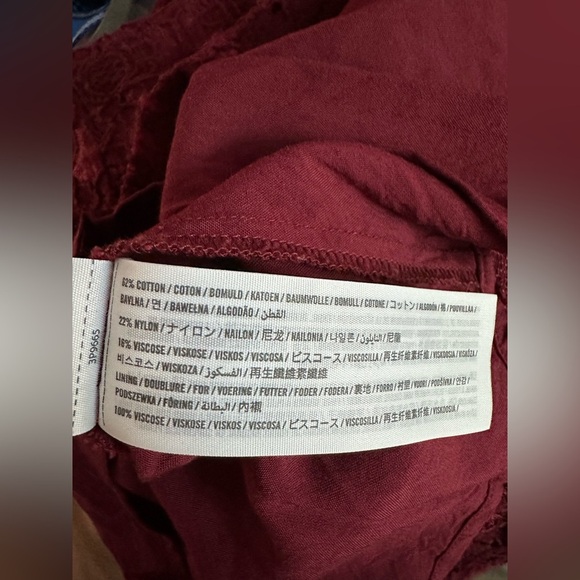 62% COTTON / COTON / BOMULD / KATOEN / BAUMWOLLE / BOMULL / COTONE / コットン / ALGODÓN / 棉 / PUUVILLAA /
BAVLNA / 면 / BAWEŁNA / ALGODÃO / القطن
22% NYLON / ナイロン / NAILON / 尼龙 / NAILONIA / 나일론 / النايلون / 尼龍
16% VISCOSE / VISKOSE / VISKOS / VISCOSA / ビスコース / VISCOSILLA / 再生纤维素纤维 / VISKOOSIA / VISKÓZA
비스코스 / WISKOZA / الفسكوز / 再生纖維素纖維
LINING / DOUBLURE / FOR / VOERING / FUTTER / FODER / FODERA / 裏地 / FORRO / 衬里 / VUORI / PODŠÍVKA / 안감 /
PODSZEWKA / FÓRING / البطانة / 內襯
100% VISCOSE / VISKOSE / VISKOS / VISCOSA / ビスコース / VISCOSILLA / 再生纤维素纤维 / VISKOOSIA /
3P9665